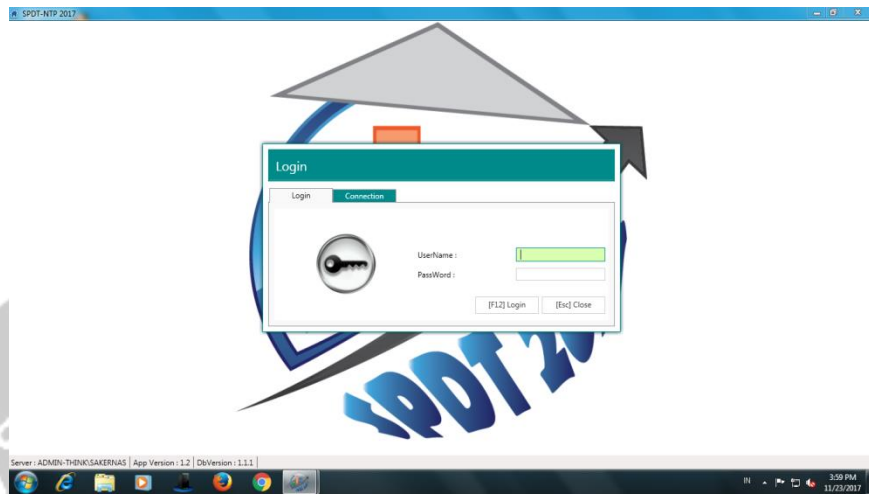 SPDT-NTP 2017
Login
Login
Connection
UserName :
PassWord :
[F12] Login
[Esc] Close
SPDT 20
Server : ADMIN-THINK\SAKERNAS | App Version : 1.2 | DbVersion : 1.1.1
IN
3:59 PM
11/23/2017